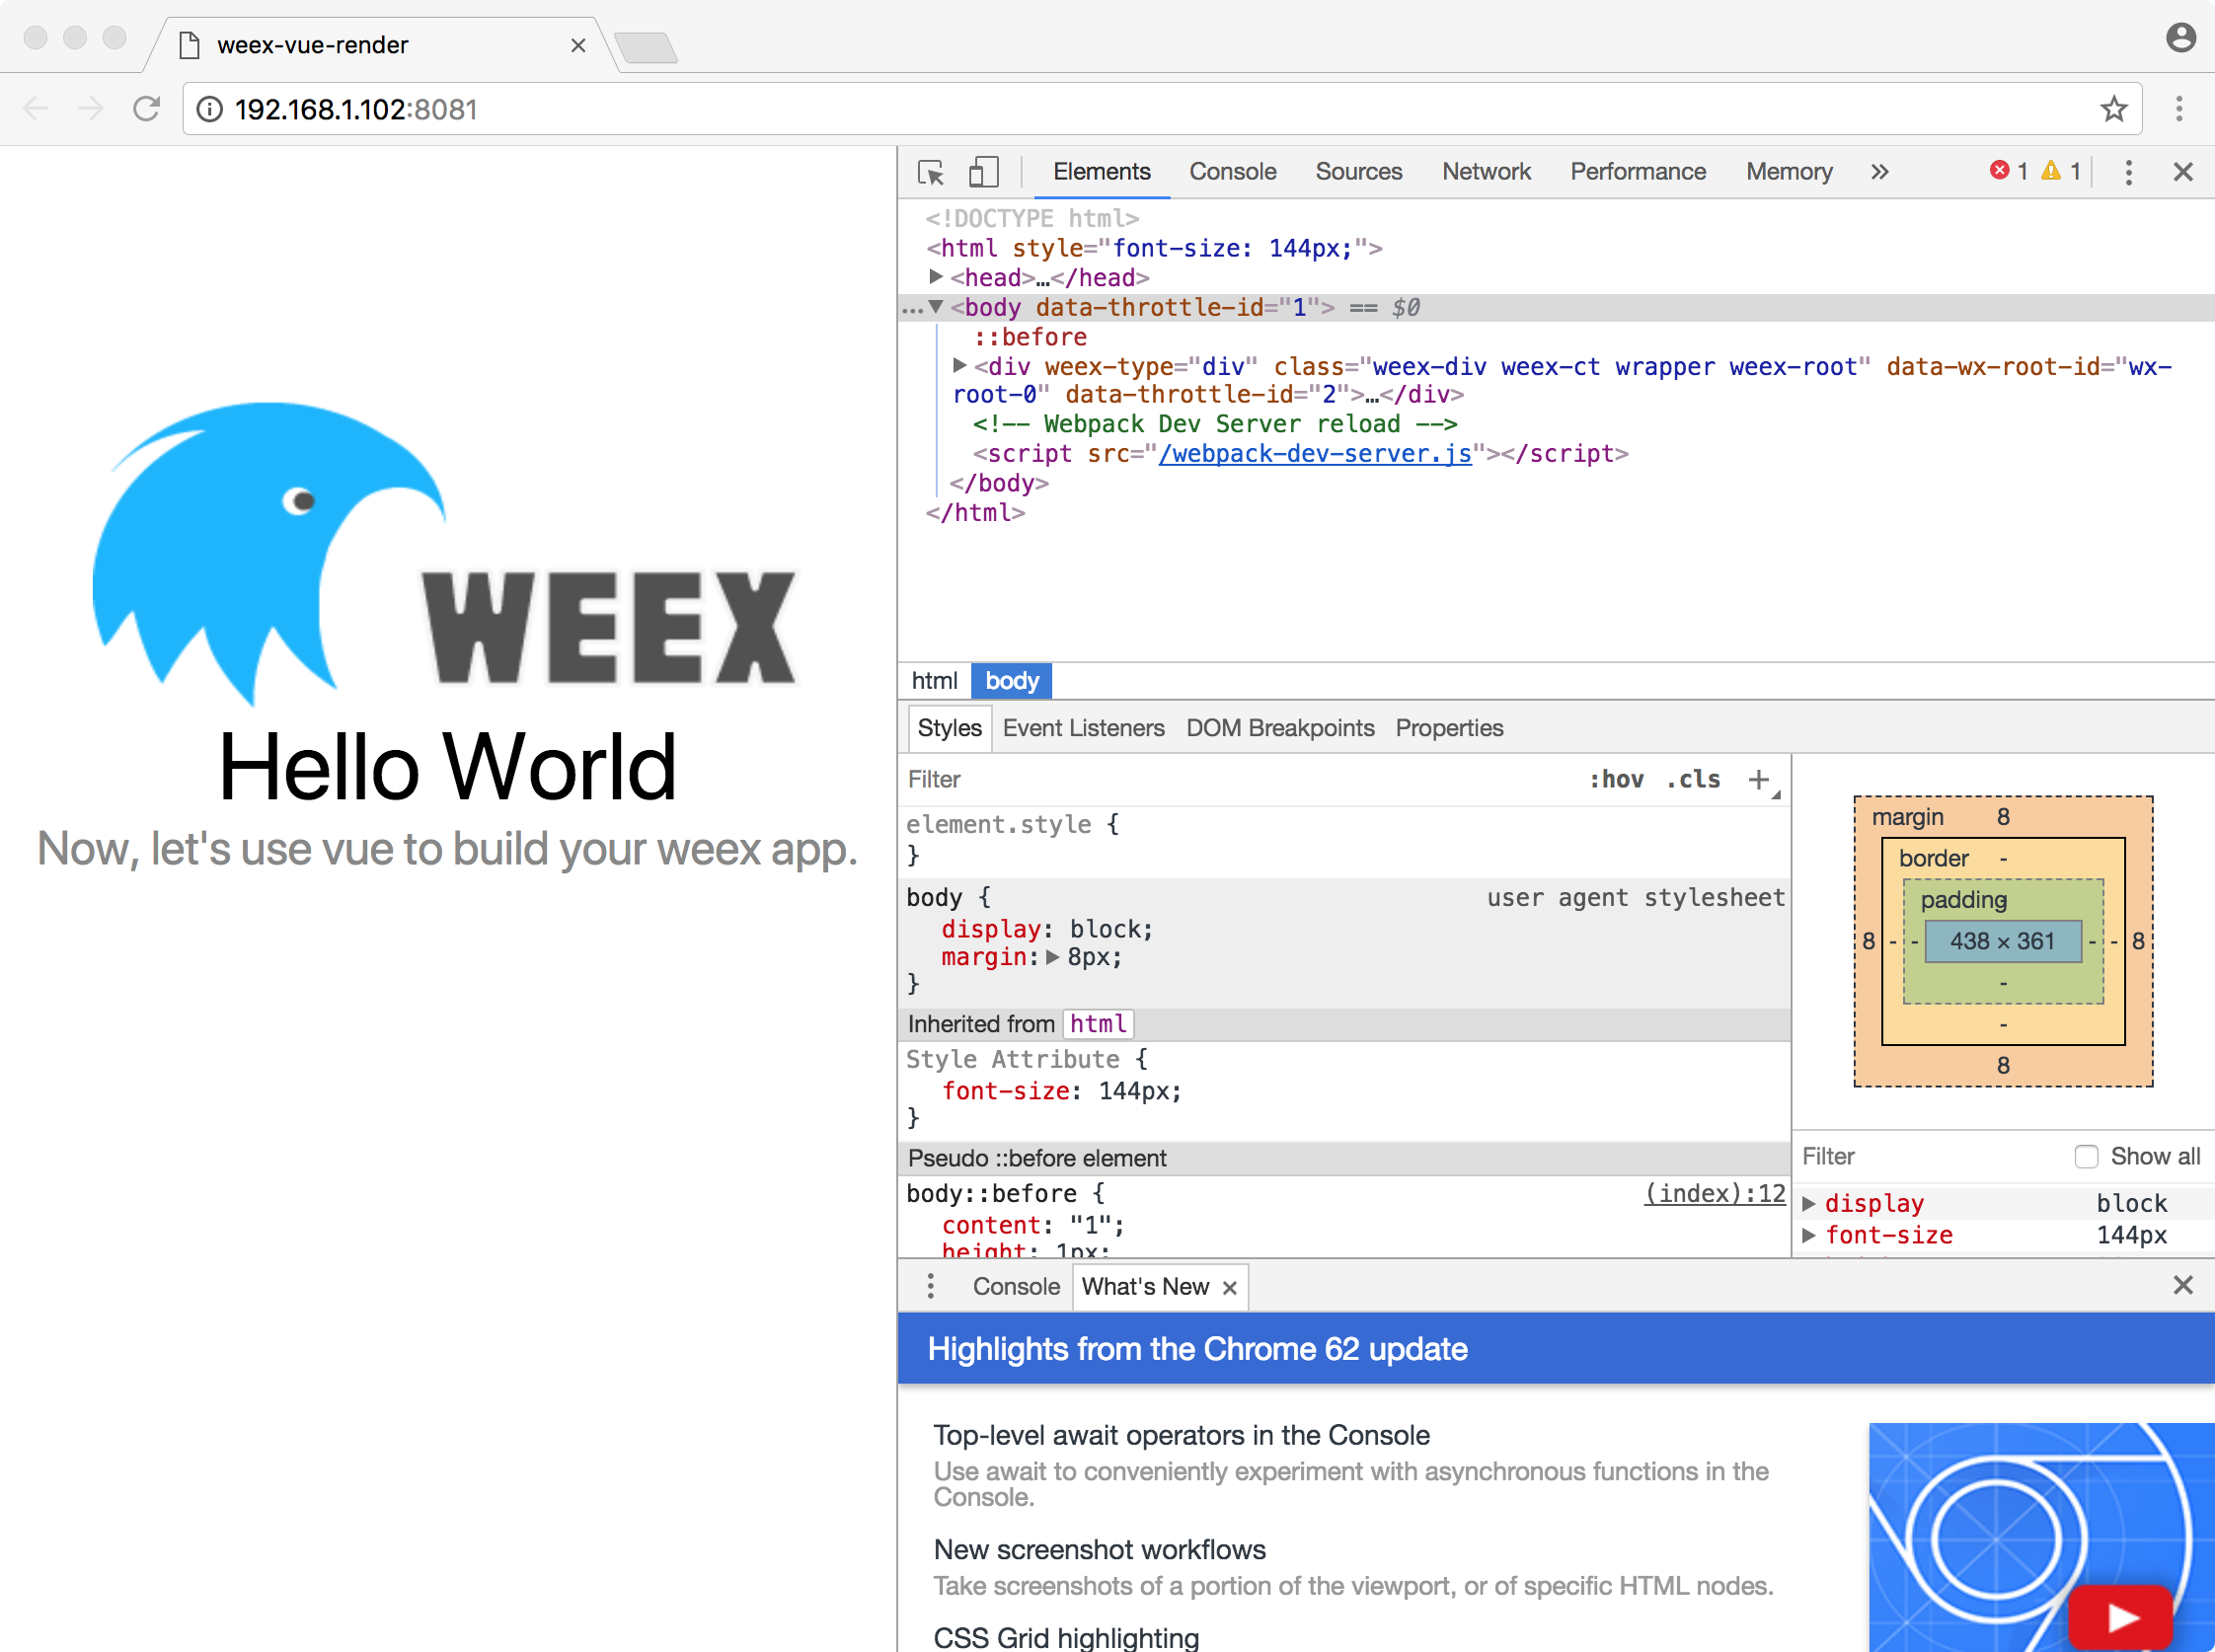 weex-vue-render
192.168.1.102:8081
WEEX
Hello World
Now, let's use vue to build your weex app.
Elements Console Sources Network Performance Memory » 1 1
<!DOCTYPE html>
<html style="font-size: 144px;">
<head>…</head>
…<body data-throttle-id="1"> == $0
::before
<div weex-type="div" class="weex-div weex-ct wrapper weex-root" data-wx-root-id="wx-
root-0" data-throttle-id="2">…</div>
<!-- Webpack Dev Server reload -->
<script src="/webpack-dev-server.js"></script>
</body>
</html>
html body
Styles Event Listeners DOM Breakpoints Properties
Filter :hov .cls +
element.style {
}
body { user agent stylesheet
display: block;
margin: 8px;
}
Inherited from html
Style Attribute {
font-size: 144px;
}
Pseudo ::before element
body::before { (index):12
content: "1";
height: 1px;
margin 8
border -
padding -
8 - - 438 × 361 - - 8
-
-
8
Filter Show all
display block
font-size 144px
Console What's New
Highlights from the Chrome 62 update
Top-level await operators in the Console
Use await to conveniently experiment with asynchronous functions in the
Console.
New screenshot workflows
Take screenshots of a portion of the viewport, or of specific HTML nodes.
CSS Grid highlighting